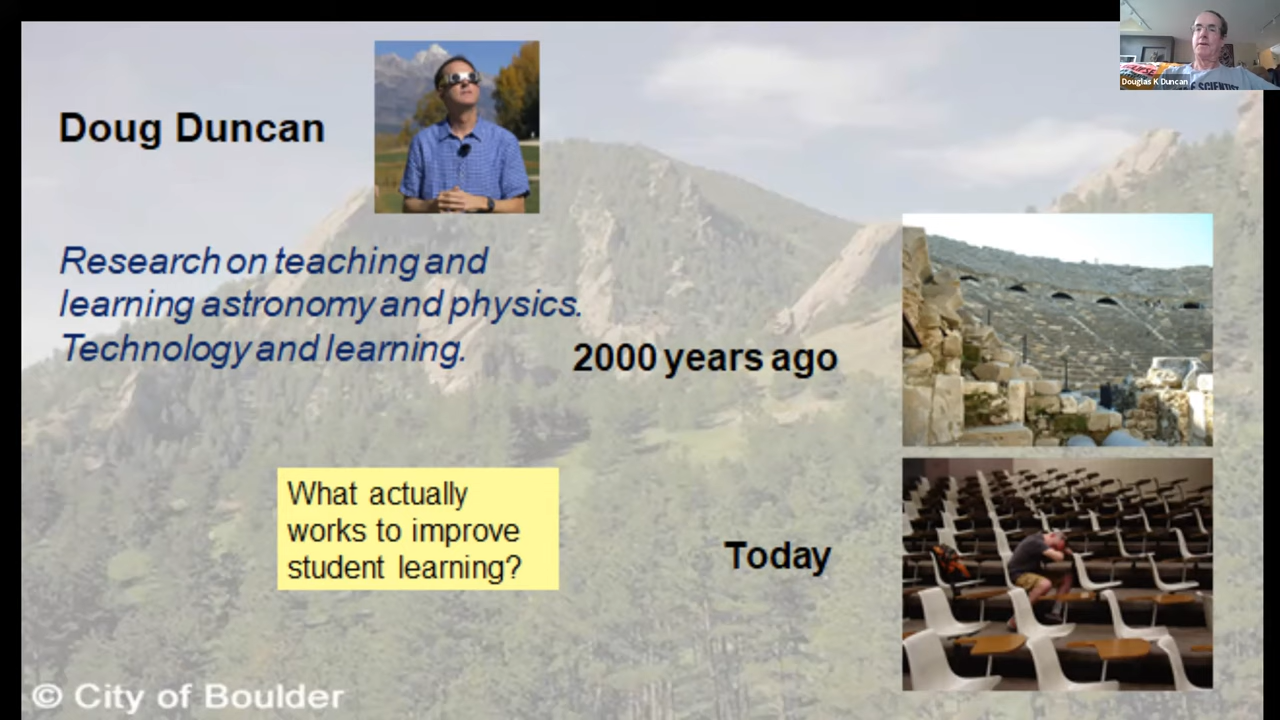 Doug Duncan
Douglas K Duncan
SCIENTIST
Research on teaching and
learning astronomy and physics.
Technology and learning.
2000 years ago
What actually
works to improve
student learning?
Today
© City of Boulder